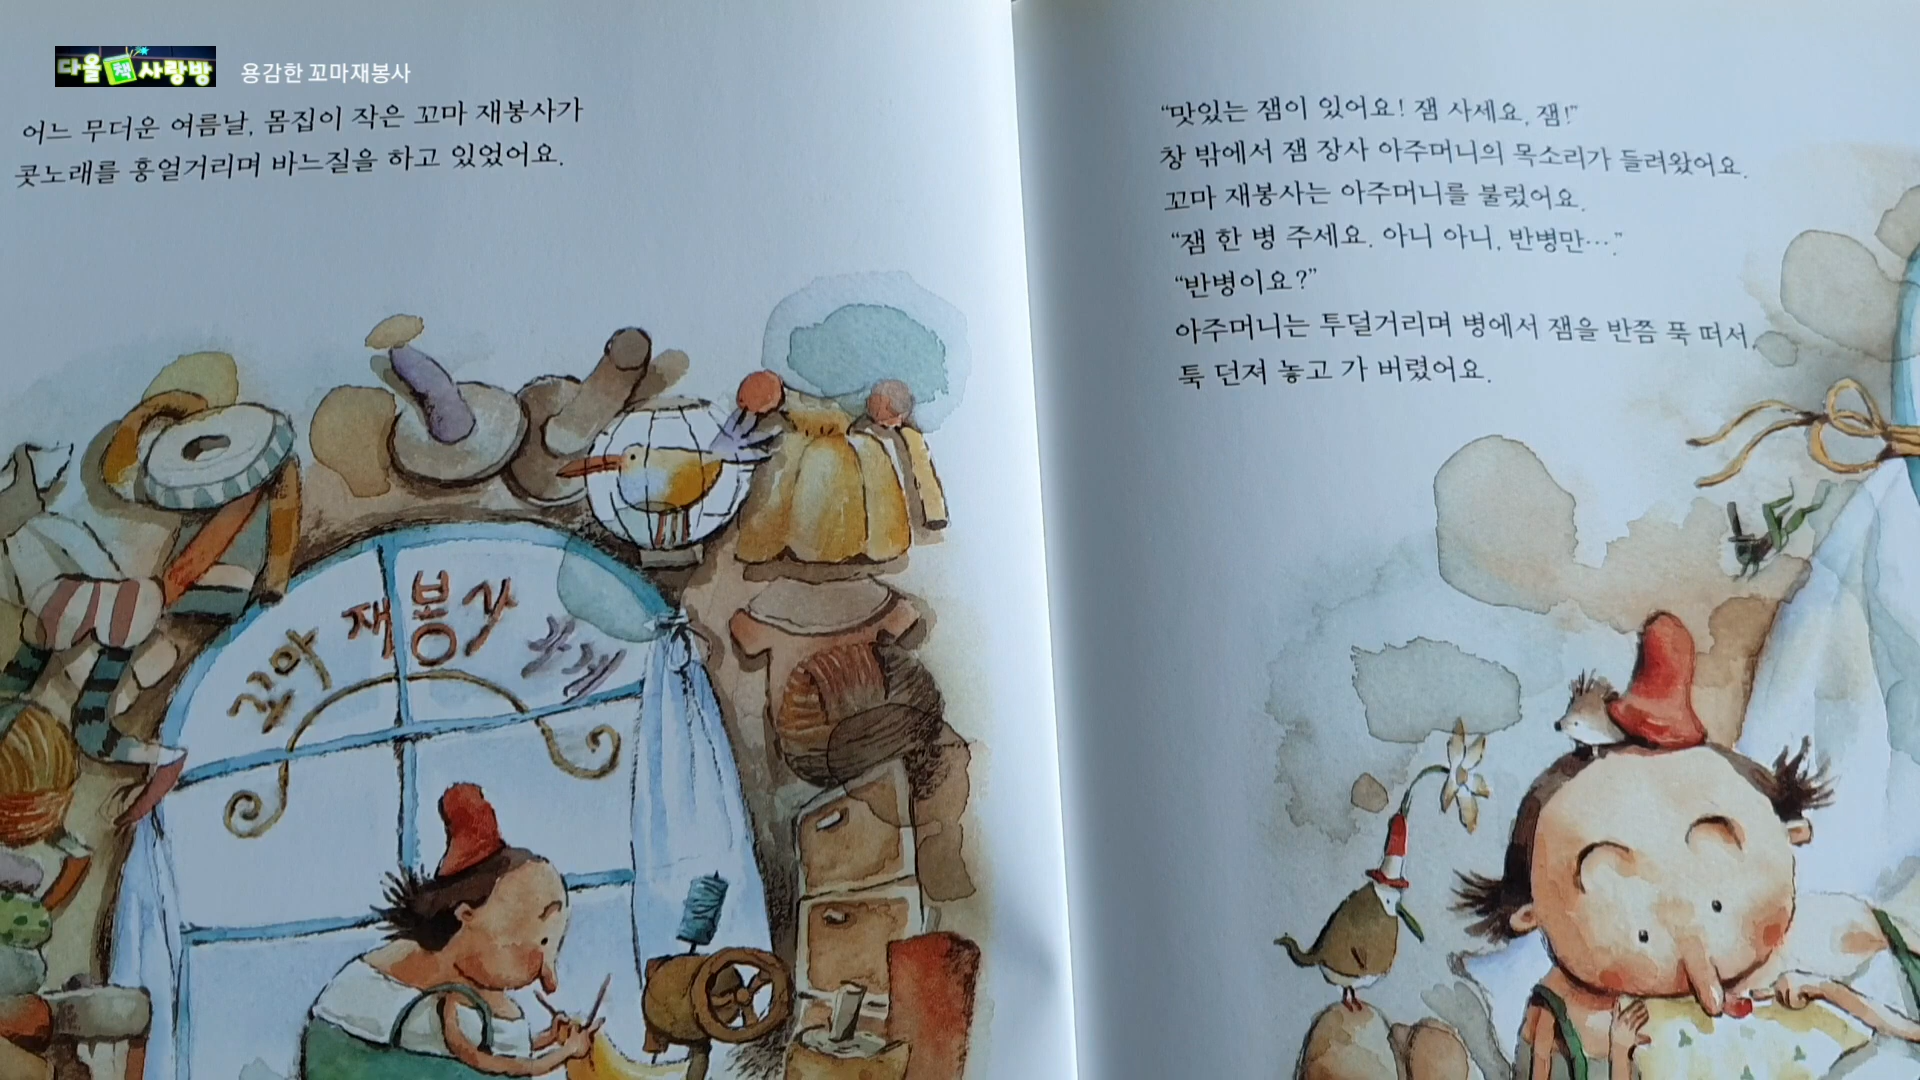 다올 책 사랑방
용감한 꼬마재봉사
어느 무더운 여름날, 몸집이 작은 꼬마 재봉사가
콧노래를 흥얼거리며 바느질을 하고 있었어요.
꼬마 재봉사 가게
“맛있는 잼이 있어요! 잼 사세요, 잼!”
창 밖에서 잼 장사 아주머니의 목소리가 들려왔어요.
꼬마 재봉사는 아주머니를 불렀어요.
“잼 한 병 주세요. 아니 아니, 반병만…”
“반병이요?”
아주머니는 투덜거리며 병에서 잼을 반쯤 푹 떠서,
툭 던져 놓고 가 버렸어요.